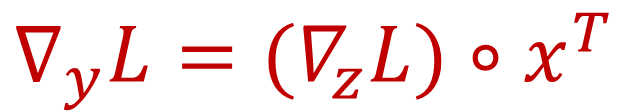 ∇_y L = (∇_z L) ∘ x^T